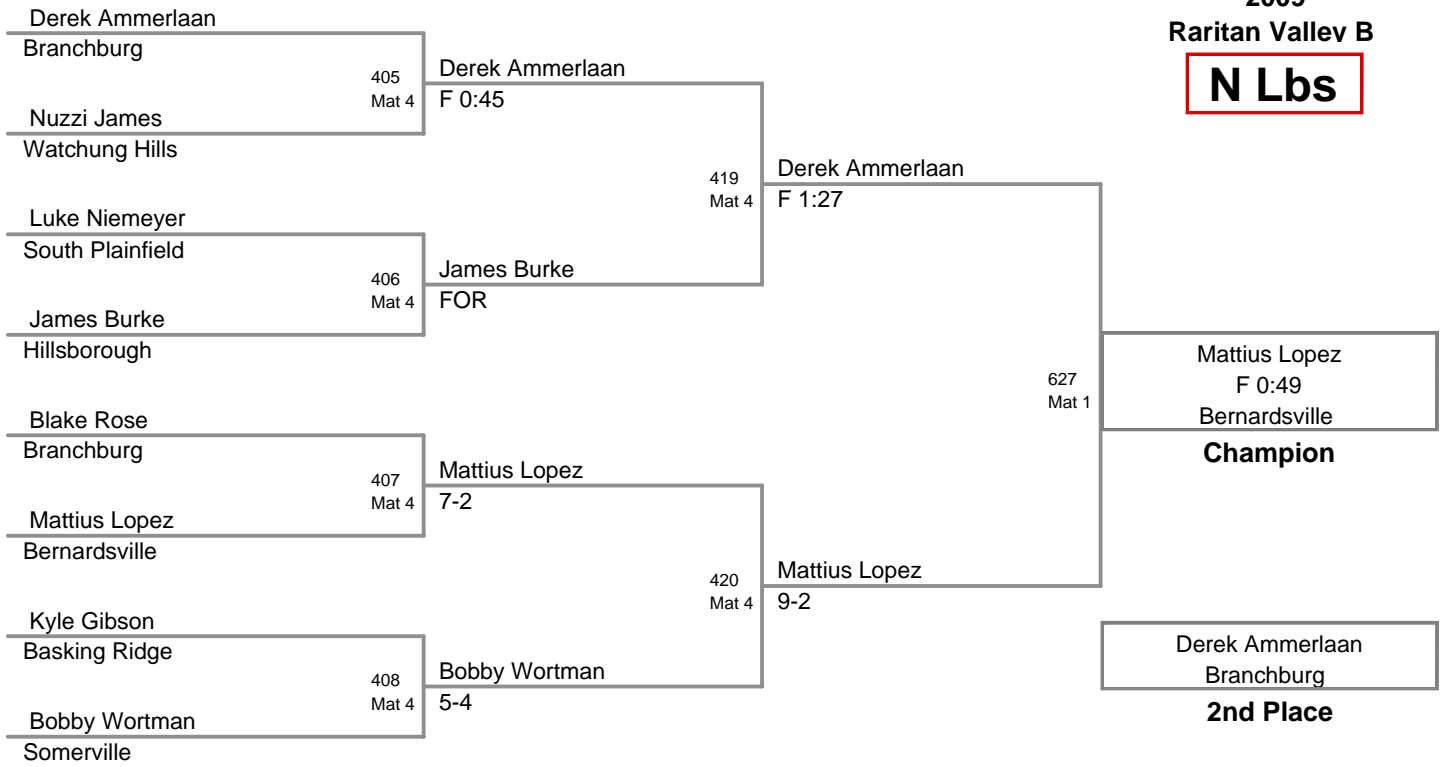 2009
Raritan Valley B
N Lbs
Derek Ammerlaan
Branchburg
405
Mat 4
Nuzzi James
Watchung Hills
Derek Ammerlaan
F 0:45
Luke Niemeyer
South Plainfield
406
Mat 4
James Burke
Hillsborough
James Burke
FOR
419
Mat 4
Derek Ammerlaan
F 1:27
Blake Rose
Branchburg
407
Mat 4
Mattius Lopez
Bernardsville
Mattius Lopez
7-2
Kyle Gibson
Basking Ridge
408
Mat 4
Bobby Wortman
Somerville
Bobby Wortman
5-4
420
Mat 4
Mattius Lopez
9-2
627
Mat 1
Mattius Lopez
F 0:49
Bernardsville
Champion
Derek Ammerlaan
Branchburg
2nd Place